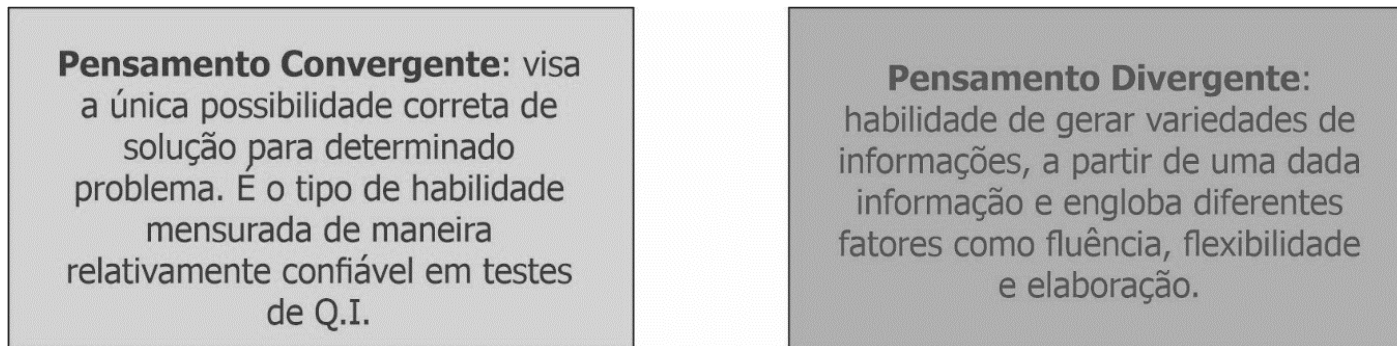 Pensamento Convergente: visa
a única possibilidade correta de
solução para determinado
problema. É o tipo de habilidade
mensurada de maneira
relativamente confiável em testes
de Q.I.
Pensamento Divergente:
habilidade de gerar variedades de
informações, a partir de uma dada
informação e engloba diferentes
fatores como fluência, flexibilidade
e elaboração.